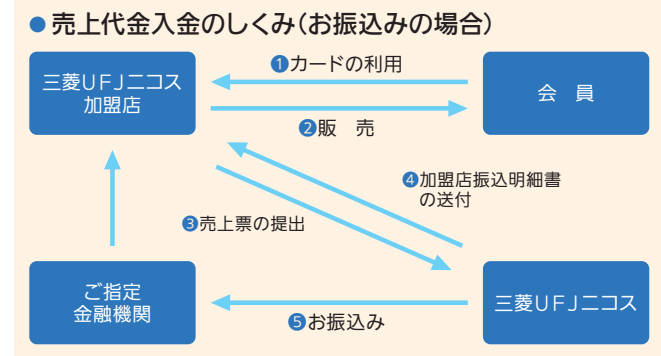 ●売上代金入金のしくみ(お振込みの場合)
三菱UFJニコス
加盟店
❶カードの利用
会　員
❷販　売
❹加盟店振込明細書
の送付
❸売上票の提出
ご指定
金融機関
❺お振込み
三菱UFJニコス